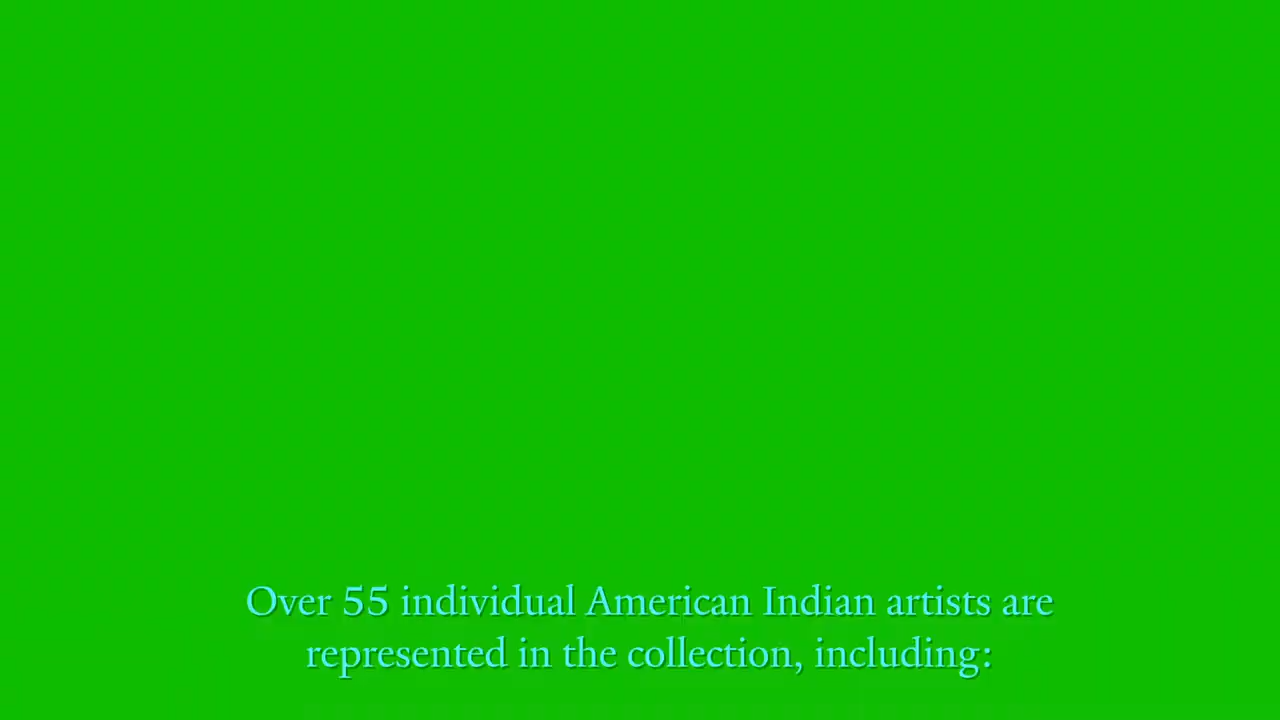 Over 55 individual American Indian artists are
represented in the collection, including: